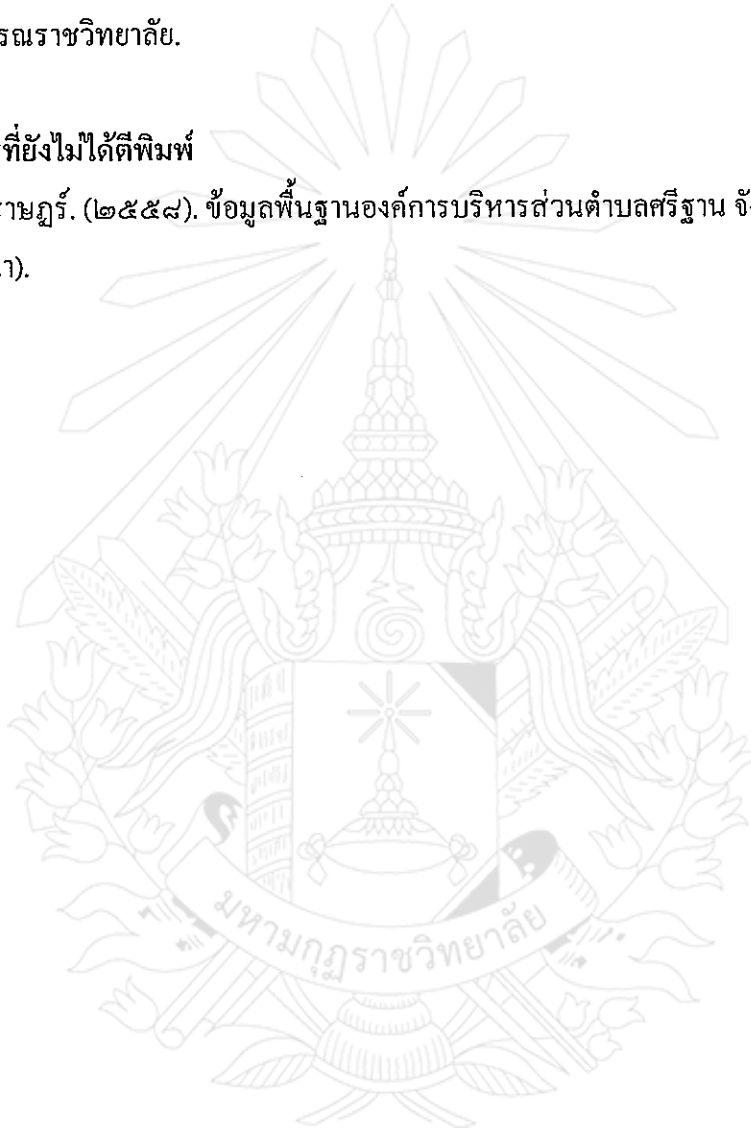 รณราชวิทยาลัย.
ที่ยังไม่ได้ตีพิมพ์
ราษฎร์. (๒๕๕๘). ข้อมูลพื้นฐานองค์การบริหารส่วนตำบลศรีฐาน
นา).
มหามกุฏราชวิทยาลัย